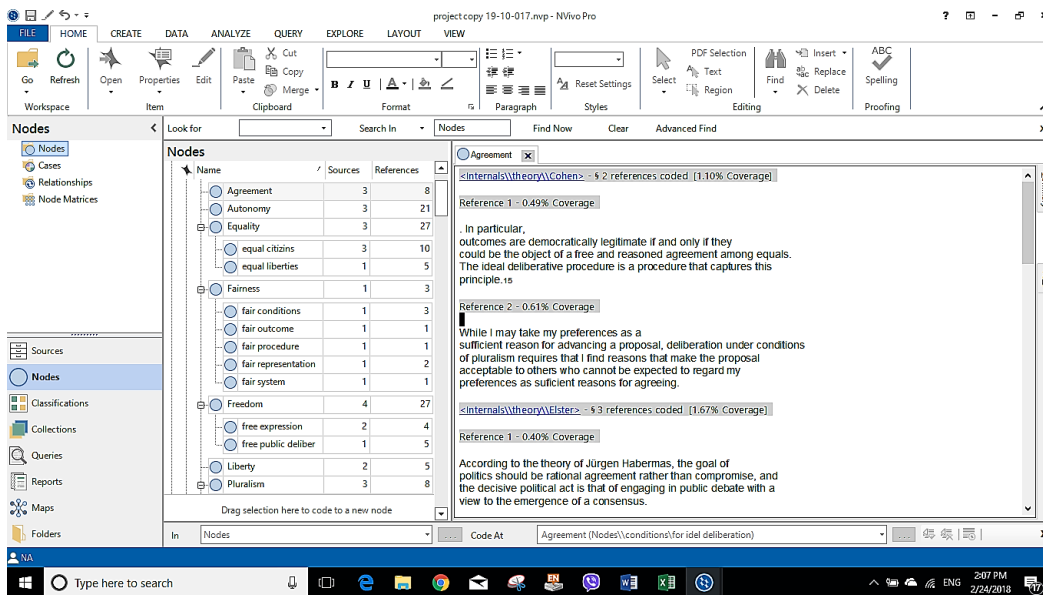 project copy 19-10-017.nvp - NVivo Pro
FILE HOME CREATE DATA ANALYZE QUERY EXPLORE LAYOUT VIEW
Go
Refresh
Workspace
Open
Properties
Edit
Item
Paste
Cut
Copy
Merge
Clipboard
B I U A
Format
Paragraph
Reset Settings
Styles
Select
PDF Selection
Text
Region
Find
Insert
Replace
Delete
Editing
ABC
Spelling
Proofing
Nodes
Nodes
Cases
Relationships
Node Matrices
Sources
Nodes
Classifications
Collections
Queries
Reports
Maps
Folders
Look for Search In Nodes Find Now Clear Advanced Find
Nodes
Name Sources References
Agreement 3 8
Autonomy 3 21
Equality 3 27
equal citizins 3 10
equal liberties 1 5
Fairness 1 3
fair conditions 1 3
fair outcome 1 1
fair procedure 1 1
fair representation 1 2
fair system 1 1
Freedom 4 27
free expression 2 4
free public deliber 1 5
Liberty 2 5
Pluralism 3 8
Drag selection here to code to a new node
Agreement
<Internals\\theory\\Cohen> - § 2 references coded [1.10% Coverage]
Reference 1 - 0.49% Coverage
. In particular,
outcomes are democratically legitimate if and only if they
could be the object of a free and reasoned agreement among equals.
The ideal deliberative procedure is a procedure that captures this
principle.15
Reference 2 - 0.61% Coverage
While I may take my preferences as a
sufficient reason for advancing a proposal, deliberation under conditions
of pluralism requires that I find reasons that make the proposal
acceptable to others who cannot be expected to regard my
preferences as suficient reasons for agreeing.
<Internals\\theory\\Elster> - § 3 references coded [1.67% Coverage]
Reference 1 - 0.40% Coverage
According to the theory of Jürgen Habermas, the goal of
politics should be rational agreement rather than compromise, and
the decisive political act is that of engaging in public debate with a
view to the emergence of a consensus.
In Nodes ... Code At Agreement (Nodes\\conditions\for idel deliberation) ...
NA
Type here to search
EN
ENG
2:07 PM
2/24/2018
17